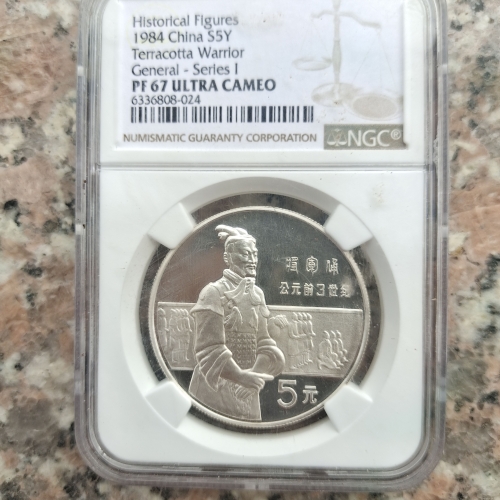 Historical Figures
1984 China S5Y
Terracotta Warrior
General - Series I
PF 67 ULTRA CAMEO
6336808-024
NUMISMATIC GUARANTY CORPORATION
NGC
公元前3世纪
5元